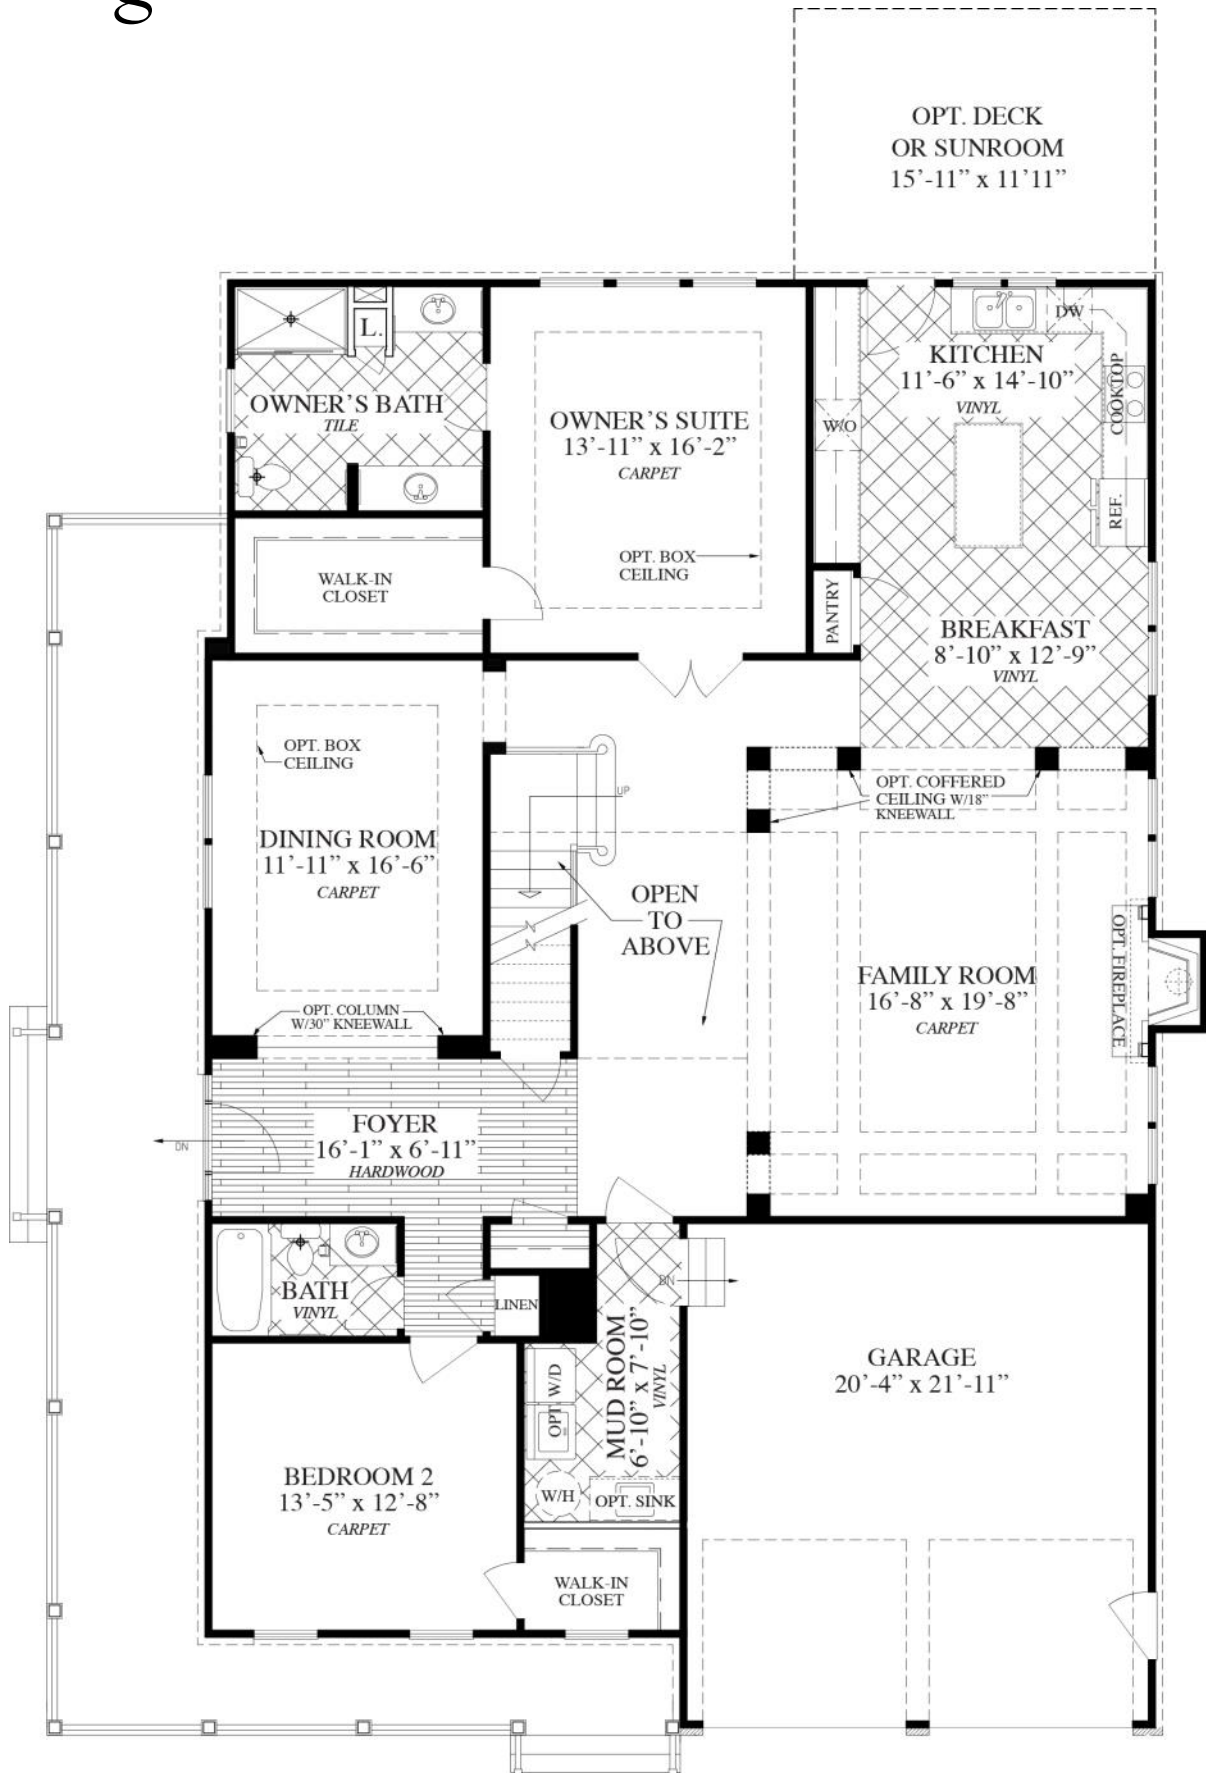 g
OPT. DECK
OR SUNROOM
15’-11” x 11’11”
L.
OWNER’S BATH
TILE
OWNER’S SUITE
13’-11” x 16’-2”
CARPET
OPT. BOX
CEILING
DW
KITCHEN
11’-6” x 14’-10”
VINYL
COOKTOP
W/O
REF.
WALK-IN
CLOSET
PANTRY
BREAKFAST
8’-10” x 12’-9”
VINYL
OPT. BOX
CEILING
DINING ROOM
11’-11” x 16’-6”
CARPET
OPT. COLUMN
W/30” KNEEWALL
UP
OPEN
TO
ABOVE
OPT. COFFERED
CEILING W/18”
KNEEWALL
FAMILY ROOM
16’-8” x 19’-8”
CARPET
OPT. FIREPLACE
DN
FOYER
16’-1” x 6’-11”
HARDWOOD
BATH
VINYL
LINEN
DN
MUD ROOM
6’-10” x 7’-10”
VINYL
OPT. W/D
W/H
OPT. SINK
GARAGE
20’-4” x 21’-11”
BEDROOM 2
13’-5” x 12’-8”
CARPET
WALK-IN
CLOSET